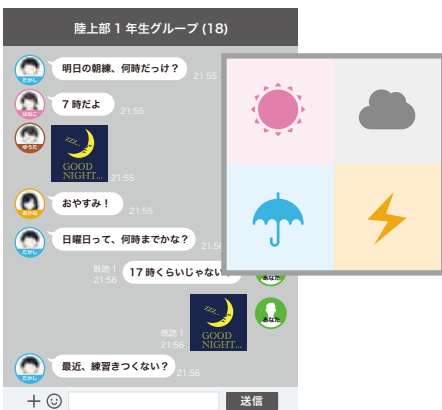 陸上部 1 年生グループ (18)
明日の朝練、何時だっけ？
21:55
たかし
7 時だよ
21:55
はなこ
zzz...
GOOD
NIGHT...
21:55
ゆうた
おやすみ！
21:55
あかね
日曜日って、何時までかな？
21:56
たかし
既読 1
21:56
17 時くらいじゃない？
あなた
zzz...
GOOD
NIGHT...
既読 1
21:56
あなた
最近、練習きつくない？
21:56
たかし
送信